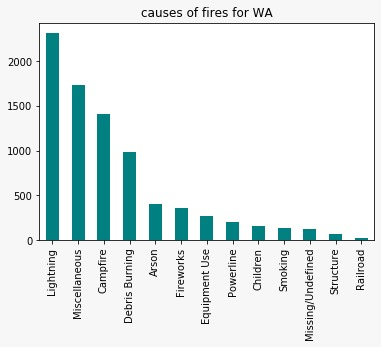 causes of fires for WA
2000
1500
1000
500
0
Lightning
Miscellaneous
Campfire
Debris Burning
Arson
Fireworks
Equipment Use
Powerline
Children
Smoking
Missing/Undefined
Structure
Railroad